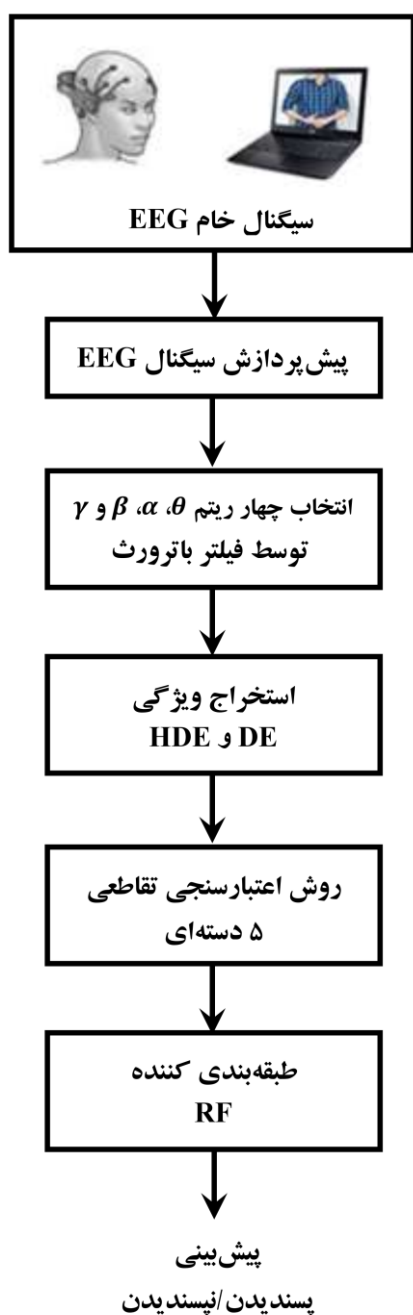 سیگنال خام EEG
پیش‌پردازش سیگنال EEG
انتخاب چهار ریتم θ، α، β و γ
توسط فیلتر باترورث
استخراج ویژگی
DE و HDE
روش اعتبارسنجی تقاطعی
۵ دسته‌ای
طبقه‌بندی کننده
RF
پیش‌بینی
پسندیدن/نپسندیدن